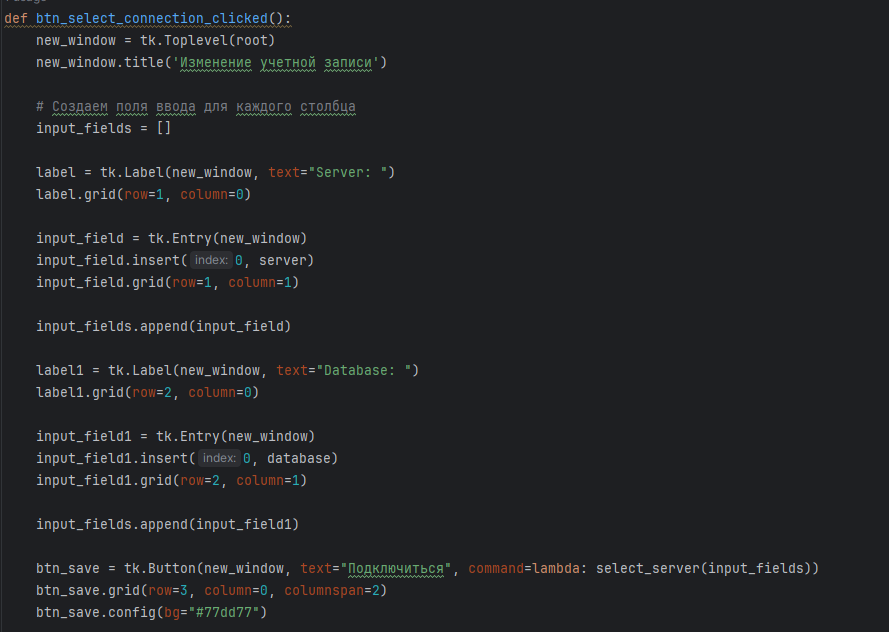 def btn_select_connection_clicked():
    new_window = tk.Toplevel(root)
    new_window.title('Изменение учетной записи')

    # Создаем поля ввода для каждого столбца
    input_fields = []

    label = tk.Label(new_window, text="Server: ")
    label.grid(row=1, column=0)

    input_field = tk.Entry(new_window)
    input_field.insert( index: 0, server)
    input_field.grid(row=1, column=1)

    input_fields.append(input_field)

    label1 = tk.Label(new_window, text="Database: ")
    label1.grid(row=2, column=0)

    input_field1 = tk.Entry(new_window)
    input_field1.insert( index: 0, database)
    input_field1.grid(row=2, column=1)

    input_fields.append(input_field1)

    btn_save = tk.Button(new_window, text="Подключиться", command=lambda: select_server(input_fields))
    btn_save.grid(row=3, column=0, columnspan=2)
    btn_save.config(bg="#77dd77")